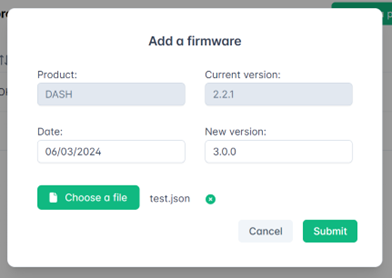 Add a firmware
Product: Current version:
DASH 2.2.1
Date: New version:
06/03/2024 3.0.0
Choose a file test.json
Cancel Submit